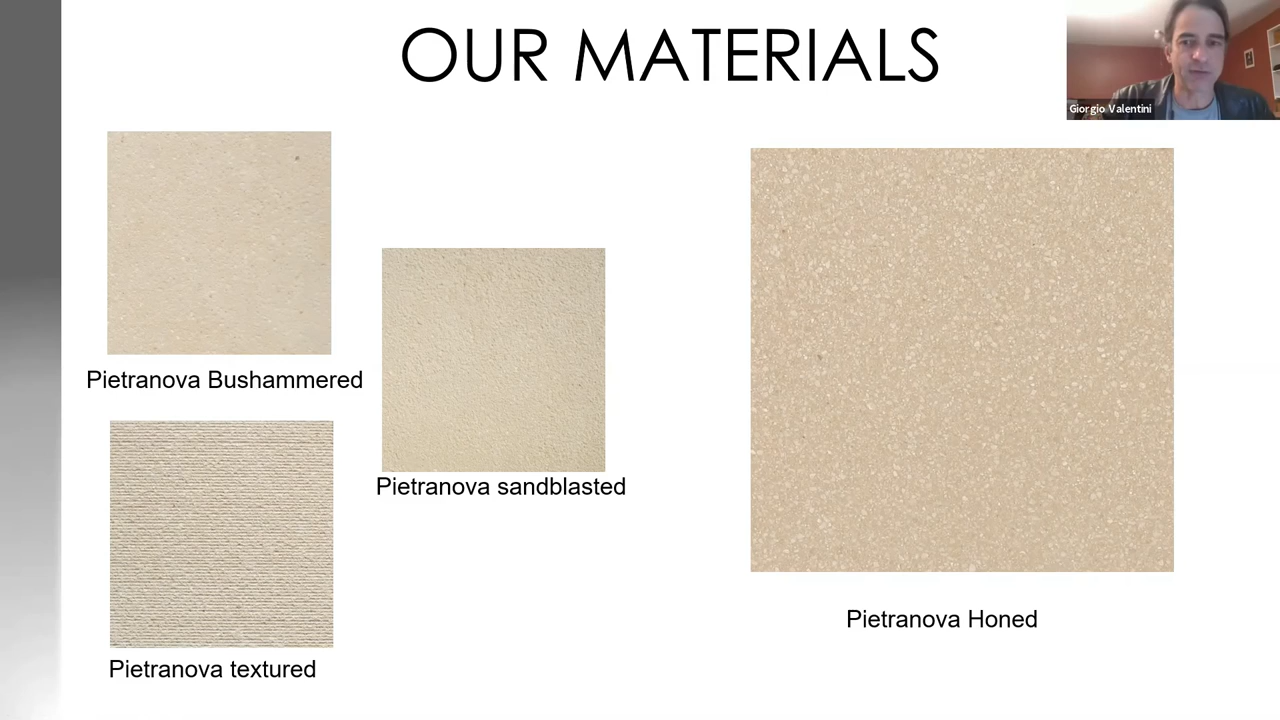 OUR MATERIALS
Giorgio Valentini
Pietranova Bushammered
Pietranova sandblasted
Pietranova textured
Pietranova Honed